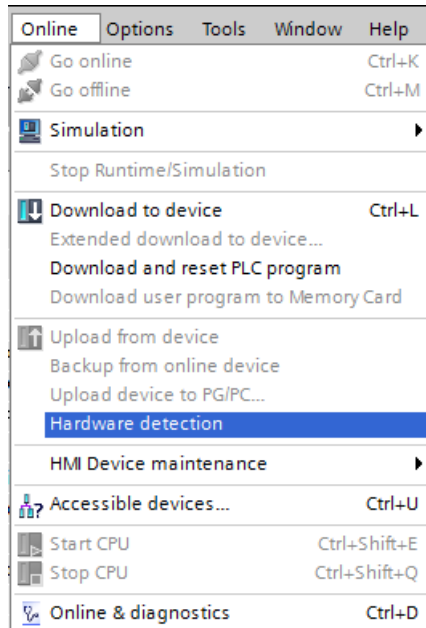 Online Options Tools Window Help
Go online Ctrl+K
Go offline Ctrl+M
Simulation
Stop Runtime/Simulation
Download to device Ctrl+L
Extended download to device...
Download and reset PLC program
Download user program to Memory Card
Upload from device
Backup from online device
Upload device to PG/PC...
Hardware detection
HMI Device maintenance
Accessible devices... Ctrl+U
Start CPU Ctrl+Shift+E
Stop CPU Ctrl+Shift+Q
Online & diagnostics Ctrl+D